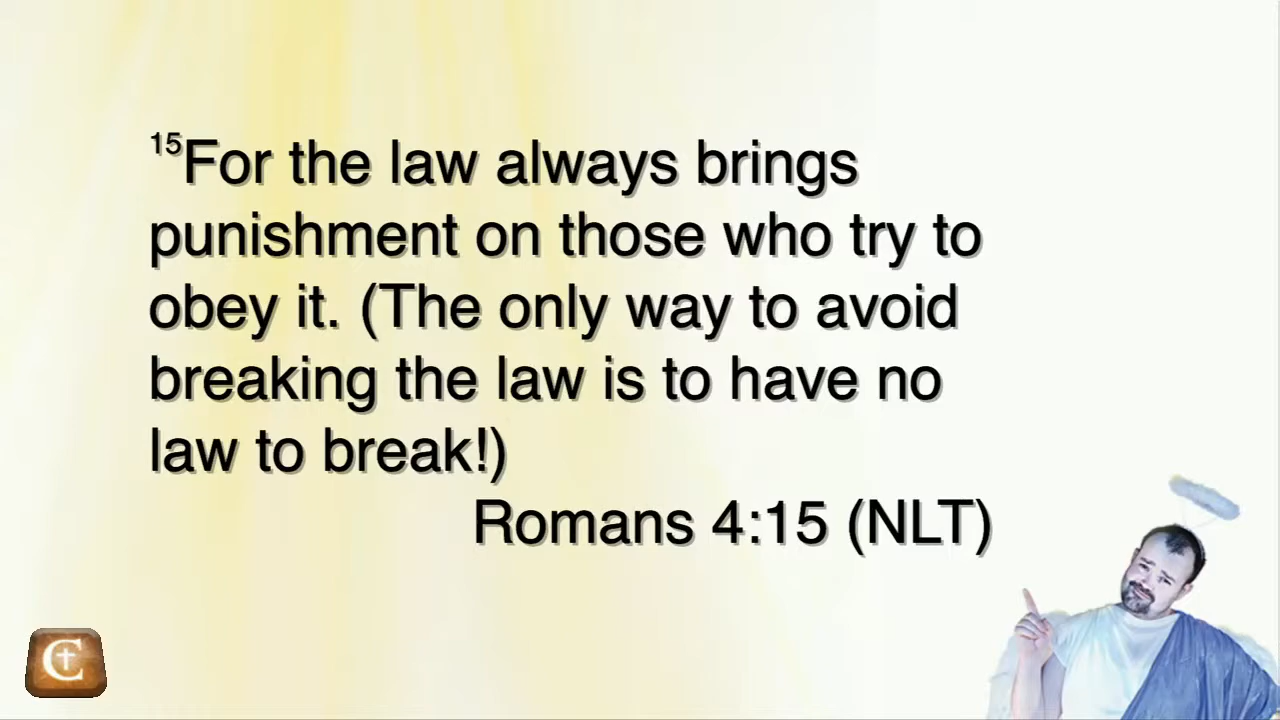 15For the law always brings
punishment on those who try to
obey it. (The only way to avoid
breaking the law is to have no
law to break!)
Romans 4:15 (NLT)
C